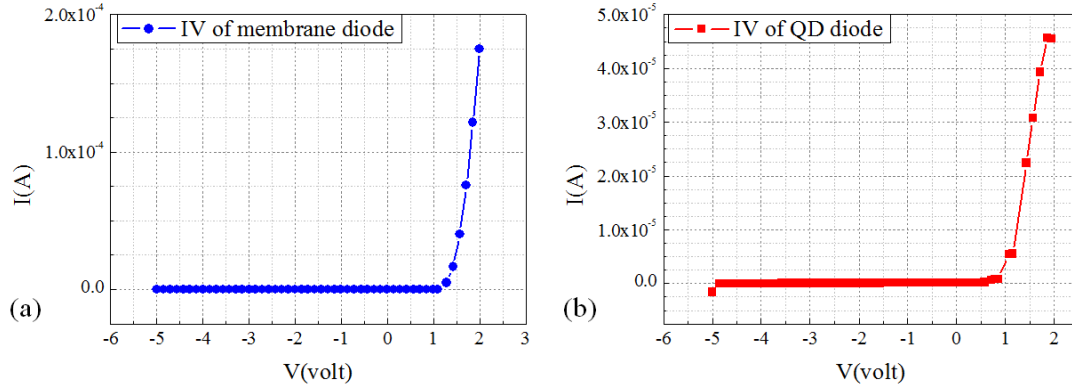 IV of membrane diode
2.0x10⁻⁴
1.0x10⁻⁴
0.0
I(A)
-6 -5 -4 -3 -2 -1 0 1 2 3
V(volt)
(a)
IV of QD diode
5.0x10⁻⁵
4.0x10⁻⁵
3.0x10⁻⁵
2.0x10⁻⁵
1.0x10⁻⁵
0.0
I(A)
-6 -5 -4 -3 -2 -1 0 1 2
V(volt)
(b)